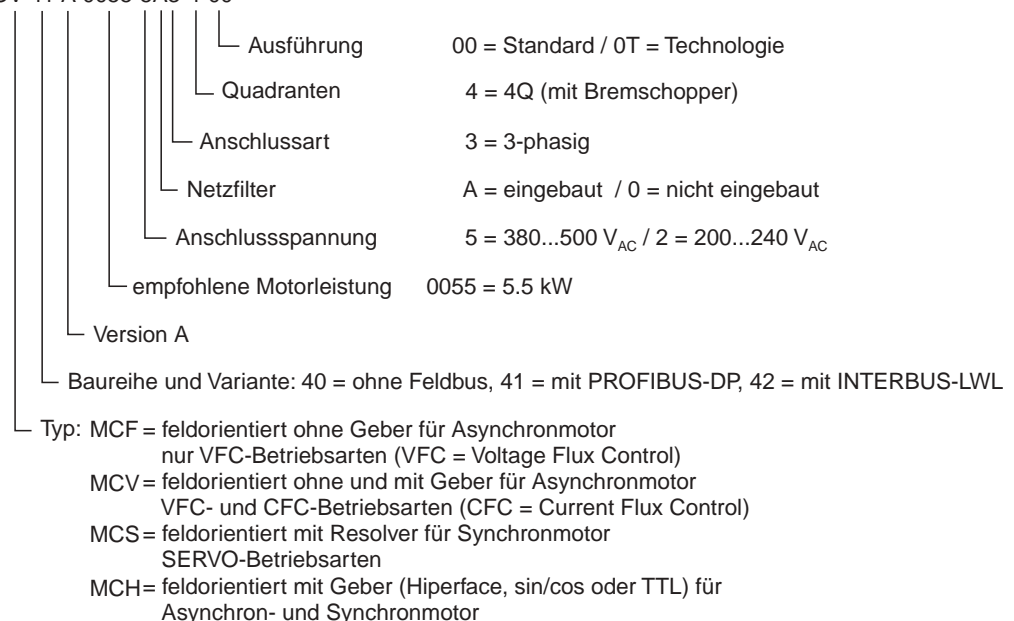 Ausführung 00 = Standard / 0T = Technologie
Quadranten 4 = 4Q (mit Bremschopper)
Anschlussart 3 = 3-phasig
Netzfilter A = eingebaut / 0 = nicht eingebaut
Anschlussspannung 5 = 380...500 V_AC / 2 = 200...240 V_AC
empfohlene Motorleistung 0055 = 5.5 kW
Version A
Baureihe und Variante: 40 = ohne Feldbus, 41 = mit PROFIBUS-DP, 42 = mit INTERBUS-LWL
Typ: MCF = feldorientiert ohne Geber für Asynchronmotor
nur VFC-Betriebsarten (VFC = Voltage Flux Control)
MCV = feldorientiert ohne und mit Geber für Asynchronmotor
VFC- und CFC-Betriebsarten (CFC = Current Flux Control)
MCS = feldorientiert mit Resolver für Synchronmotor
SERVO-Betriebsarten
MCH = feldorientiert mit Geber (Hiperface, sin/cos oder TTL) für
Asynchron- und Synchronmotor